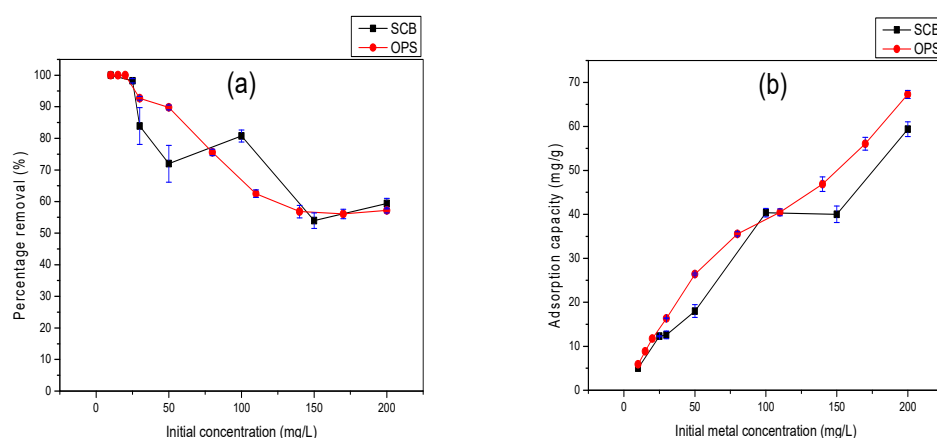 SCB
OPS
(a)
100
90
80
70
60
50
40
30
20
10
0
0 50 100 150 200
Percentage removal (%)
Initial concentration (mg/L)
SCB
OPS
(b)
70
60
50
40
30
20
10
0
0 50 100 150 200
Adsorption capacity (mg/g)
Initial metal concentration (mg/L)